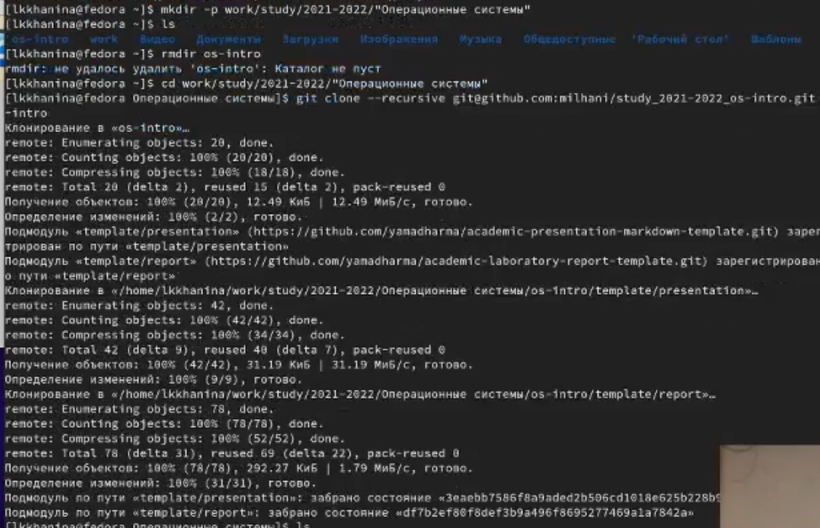 [lkkhanina@fedora ~]$ mkdir -p work/study/2021-2022/"Операционные системы"
[lkkhanina@fedora ~]$ ls
os-intro work Видео Документы Загрузки Изображения Музыка Общедоступные 'Рабочий стол' Шаблоны
[lkkhanina@fedora ~]$ rmdir os-intro
rmdir: не удалось удалить 'os-intro': Каталог не пуст
[lkkhanina@fedora ~]$ cd work/study/2021-2022/"Операционные системы"
[lkkhanina@fedora Операционные системы]$ git clone --recursive git@github.com:milhani/study_2021-2022_os-intro.git
-intro
Клонирование в «os-intro»…
remote: Enumerating objects: 20, done.
remote: Counting objects: 100% (20/20), done.
remote: Compressing objects: 100% (18/18), done.
remote: Total 20 (delta 2), reused 15 (delta 2), pack-reused 0
Получение объектов: 100% (20/20), 12.49 КиБ | 12.49 МиБ/с, готово.
Определение изменений: 100% (2/2), готово.
Подмодуль «template/presentation» (https://github.com/yamadharma/academic-presentation-markdown-template.git) зарег
трирован по пути «template/presentation»
Подмодуль «template/report» (https://github.com/yamadharma/academic-laboratory-report-template.git) зарегистрирован
о пути «template/report»
Клонирование в «/home/lkkhanina/work/study/2021-2022/Операционные системы/os-intro/template/presentation»…
remote: Enumerating objects: 42, done.
remote: Counting objects: 100% (42/42), done.
remote: Compressing objects: 100% (34/34), done.
remote: Total 42 (delta 9), reused 40 (delta 7), pack-reused 0
Получение объектов: 100% (42/42), 31.19 КиБ | 31.19 МиБ/с, готово.
Определение изменений: 100% (9/9), готово.
Клонирование в «/home/lkkhanina/work/study/2021-2022/Операционные системы/os-intro/template/report»…
remote: Enumerating objects: 78, done.
remote: Counting objects: 100% (78/78), done.
remote: Compressing objects: 100% (52/52), done.
remote: Total 78 (delta 31), reused 69 (delta 22), pack-reused 0
Получение объектов: 100% (78/78), 292.27 КиБ | 1.79 МиБ/с, готово.
Определение изменений: 100% (31/31), готово.
Подмодуль по пути «template/presentation»: забрано состояние «3eaebb7586f8a9aded2b506cd1018e625b228b9
Подмодуль по пути «template/report»: забрано состояние «df7b2ef80f8def3b9a496f8695277469a1a7842a»
[lkkhanina@fedora Операционные системы]$ ls